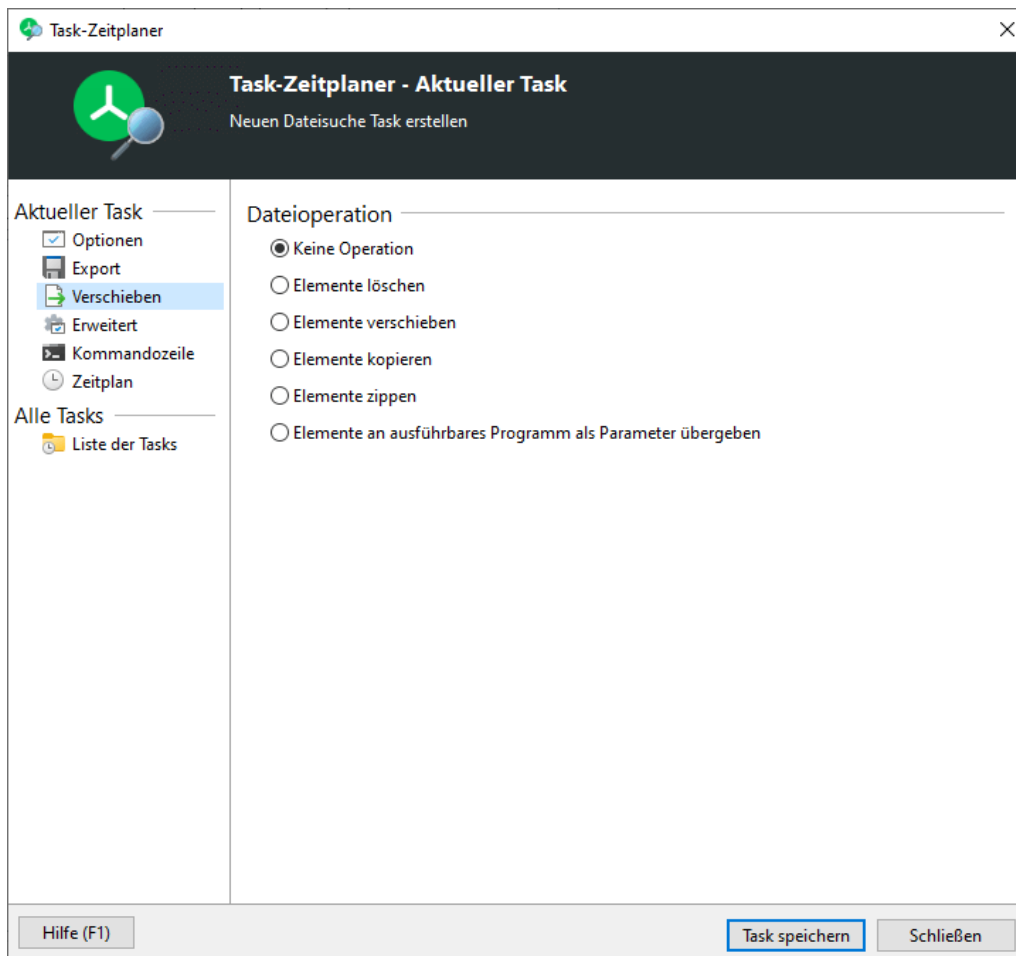 Task-Zeitplaner
Task-Zeitplaner - Aktueller Task
Neuen Dateisuche Task erstellen
Aktueller Task
Optionen
Export
Verschieben
Erweitert
Kommandozeile
Zeitplan
Alle Tasks
Liste der Tasks
Dateioperation
Keine Operation
Elemente löschen
Elemente verschieben
Elemente kopieren
Elemente zippen
Elemente an ausführbares Programm als Parameter übergeben
Hilfe (F1)
Task speichern
Schließen